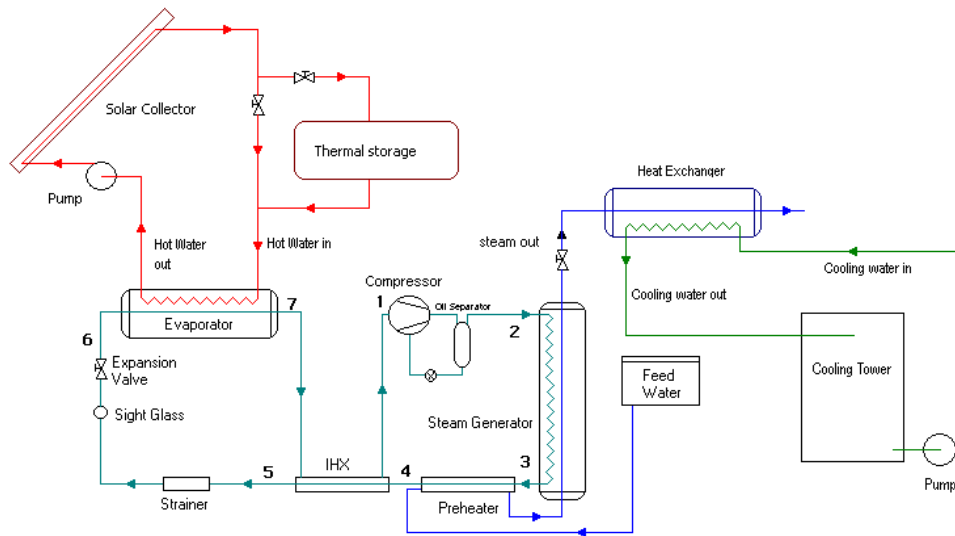 Solar Collector
Thermal storage
Pump
Hot Water
out
Hot Water in
Heat Exchanger
steam out
Cooling water in
Cooling water out
Compressor
Oil Separator
1
2
7
Evaporator
6
Expansion
Valve
Sight Glass
Feed
Water
Cooling Tower
Steam Generator
3
IHX
4
5
Strainer
Preheater
Pump